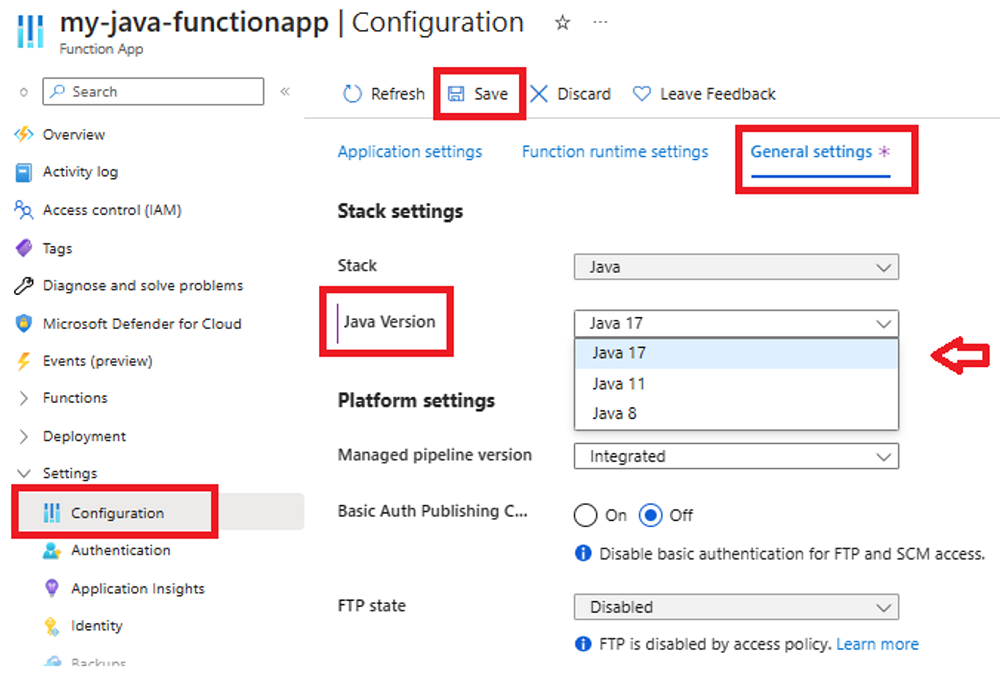 my-java-functionapp | Configuration
Function App
Search
Refresh Save Discard Leave Feedback
Overview
Activity log
Access control (IAM)
Tags
Diagnose and solve problems
Microsoft Defender for Cloud
Events (preview)
Functions
Deployment
Settings
Configuration
Authentication
Application Insights
Identity
Backups
Application settings Function runtime settings General settings *
Stack settings
Stack Java
Java Version Java 17
Java 17
Java 11
Java 8
Platform settings
Managed pipeline version Integrated
Basic Auth Publishing C... On Off
Disable basic authentication for FTP and SCM access.
FTP state Disabled
FTP is disabled by access policy. Learn more